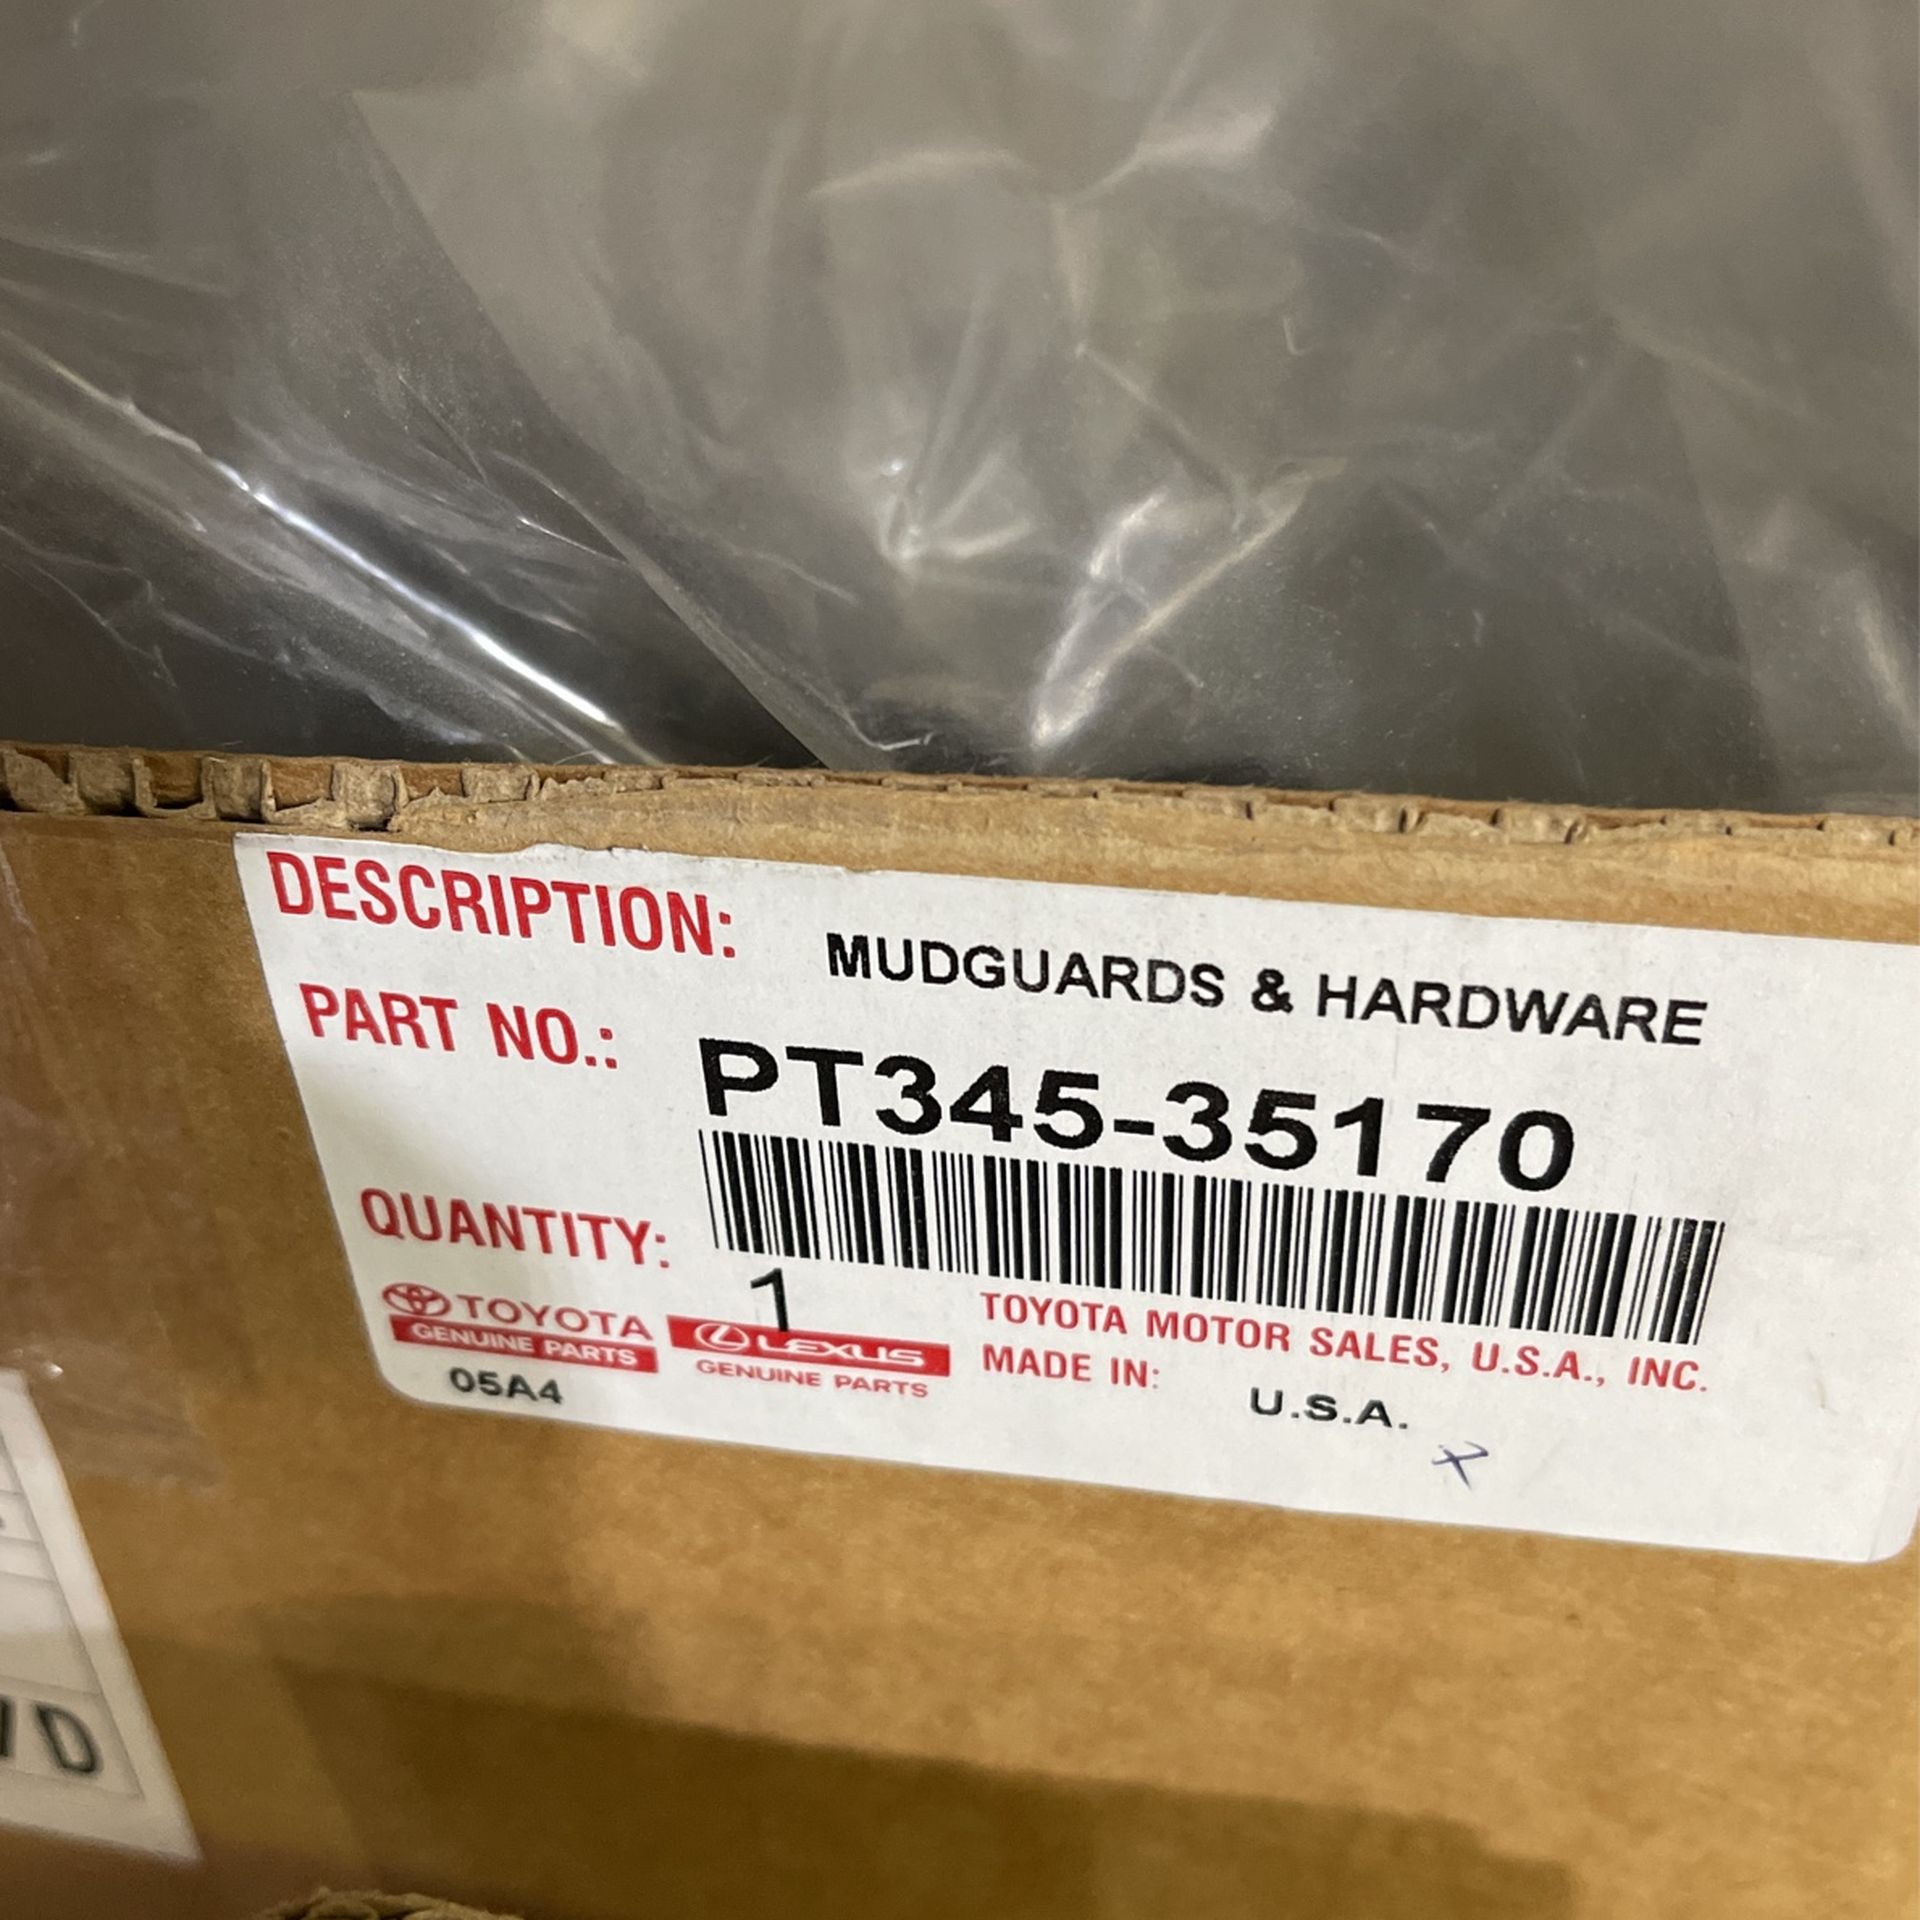 DESCRIPTION: MUDGUARDS & HARDWARE
PART NO.: PT345-35170
QUANTITY: 1
TOYOTA
GENUINE PARTS
LEXUS
GENUINE PARTS
TOYOTA MOTOR SALES, U.S.A., INC.
MADE IN: U.S.A.
05A4